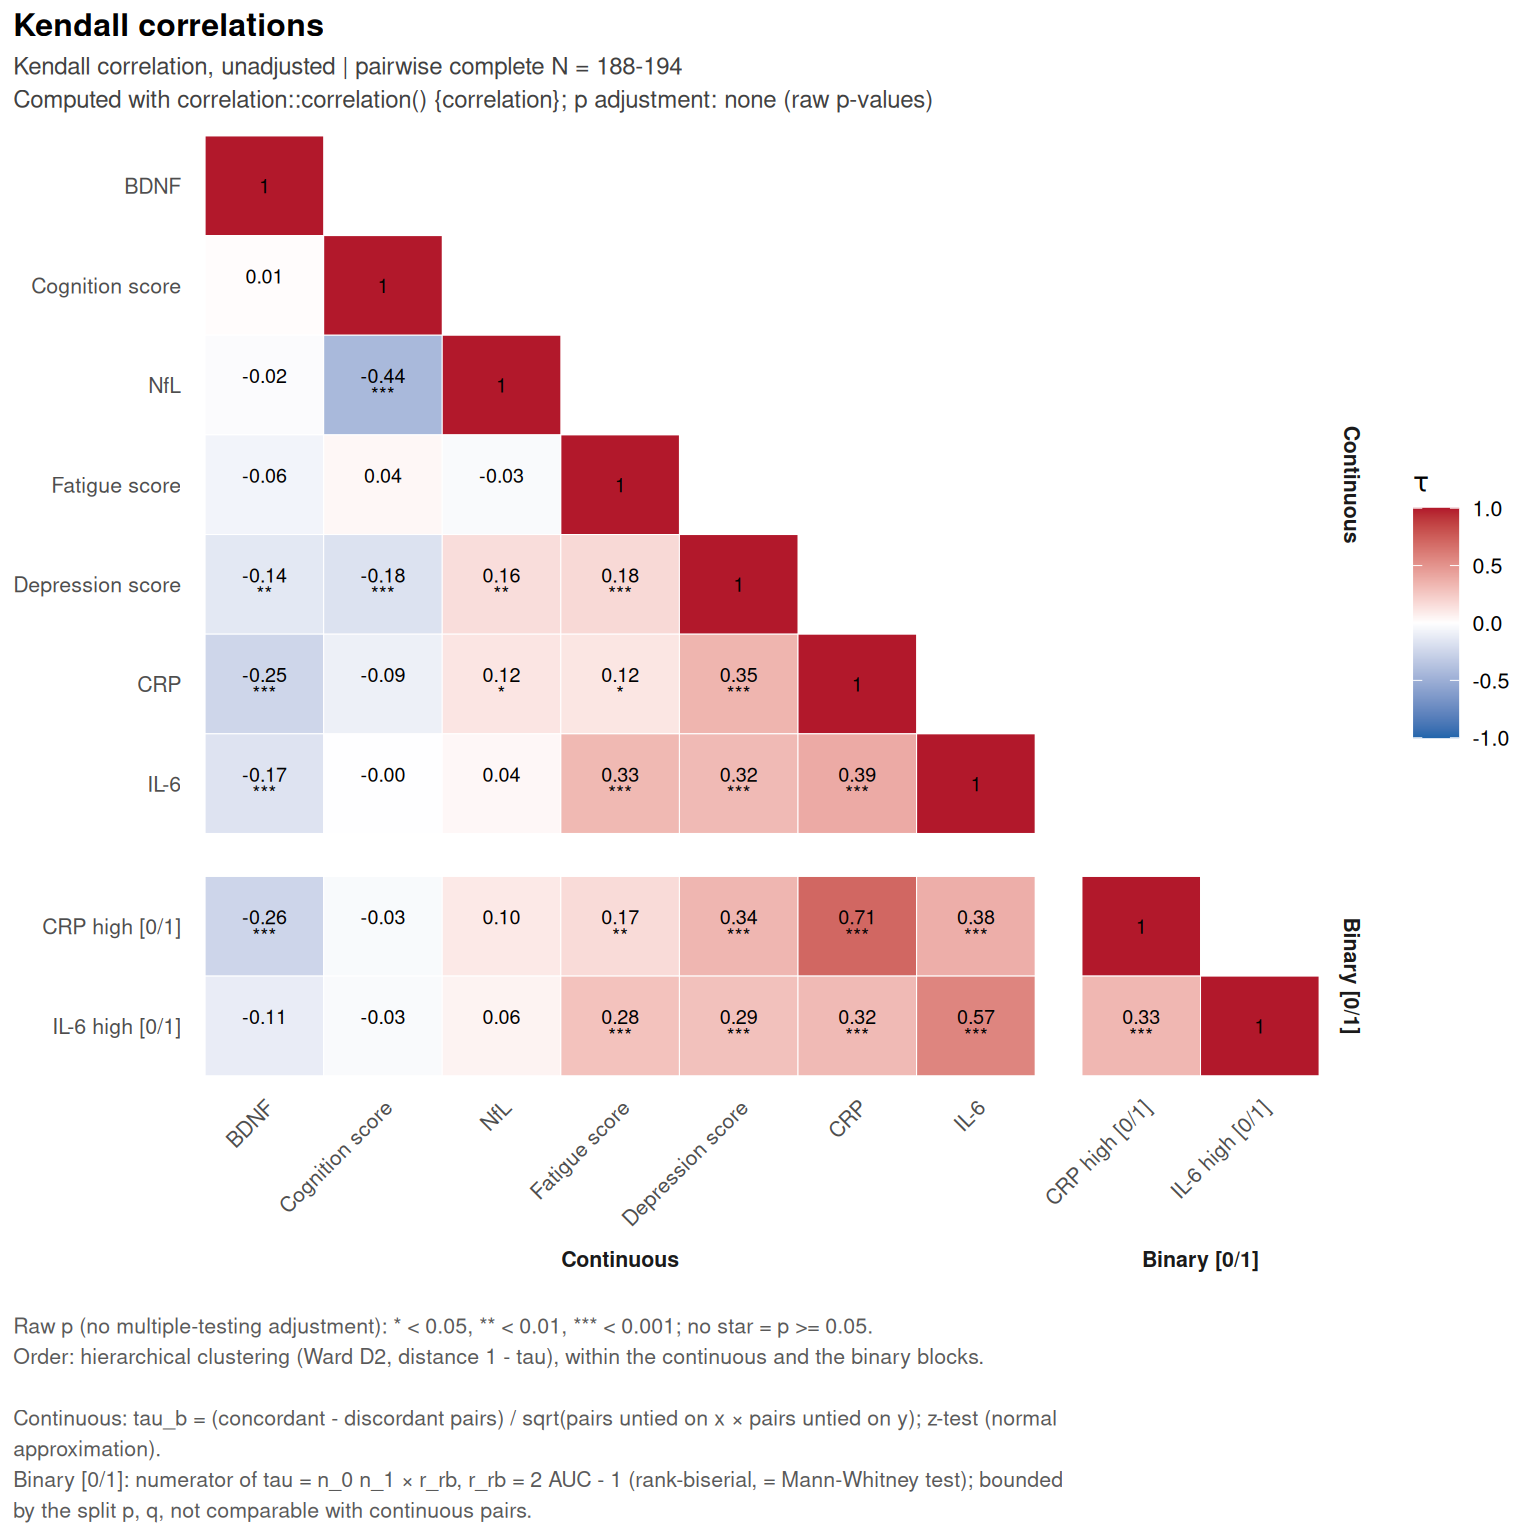 Kendall correlations
Kendall correlation, unadjusted | pairwise complete N = 188-194
Computed with correlation::correlation() {correlation}; p adjustment: none (raw p-values)
BDNF
1
Cognition score
0.01
1
NfL
-0.02
-0.44
***
1
Fatigue score
-0.06
0.04
-0.03
1
Depression score
-0.14
**
-0.18
***
0.16
**
0.18
***
1
CRP
-0.25
***
-0.09
0.12
*
0.12
*
0.35
***
1
IL-6
-0.17
***
-0.00
0.04
0.33
***
0.32
***
0.39
***
1
Continuous
τ
1.0
0.5
0.0
-0.5
-1.0
CRP high [0/1]
-0.26
***
-0.03
0.10
0.17
**
0.34
***
0.71
***
0.38
***
1
IL-6 high [0/1]
-0.11
-0.03
0.06
0.28
***
0.29
***
0.32
***
0.57
***
0.33
***
1
Binary [0/1]
BDNF
Cognition score
NfL
Fatigue score
Depression score
CRP
IL-6
CRP high [0/1]
IL-6 high [0/1]
Continuous
Binary [0/1]
Raw p (no multiple-testing adjustment): * < 0.05, ** < 0.01, *** < 0.001; no star = p >= 0.05.
Order: hierarchical clustering (Ward D2, distance 1 - tau), within the continuous and the binary blocks.
Continuous: tau_b = (concordant - discordant pairs) / sqrt(pairs untied on x × pairs untied on y); z-test (normal
approximation).
Binary [0/1]: numerator of tau = n_0 n_1 × r_rb, r_rb = 2 AUC - 1 (rank-biserial, = Mann-Whitney test); bounded
by the split p, q, not comparable with continuous pairs.